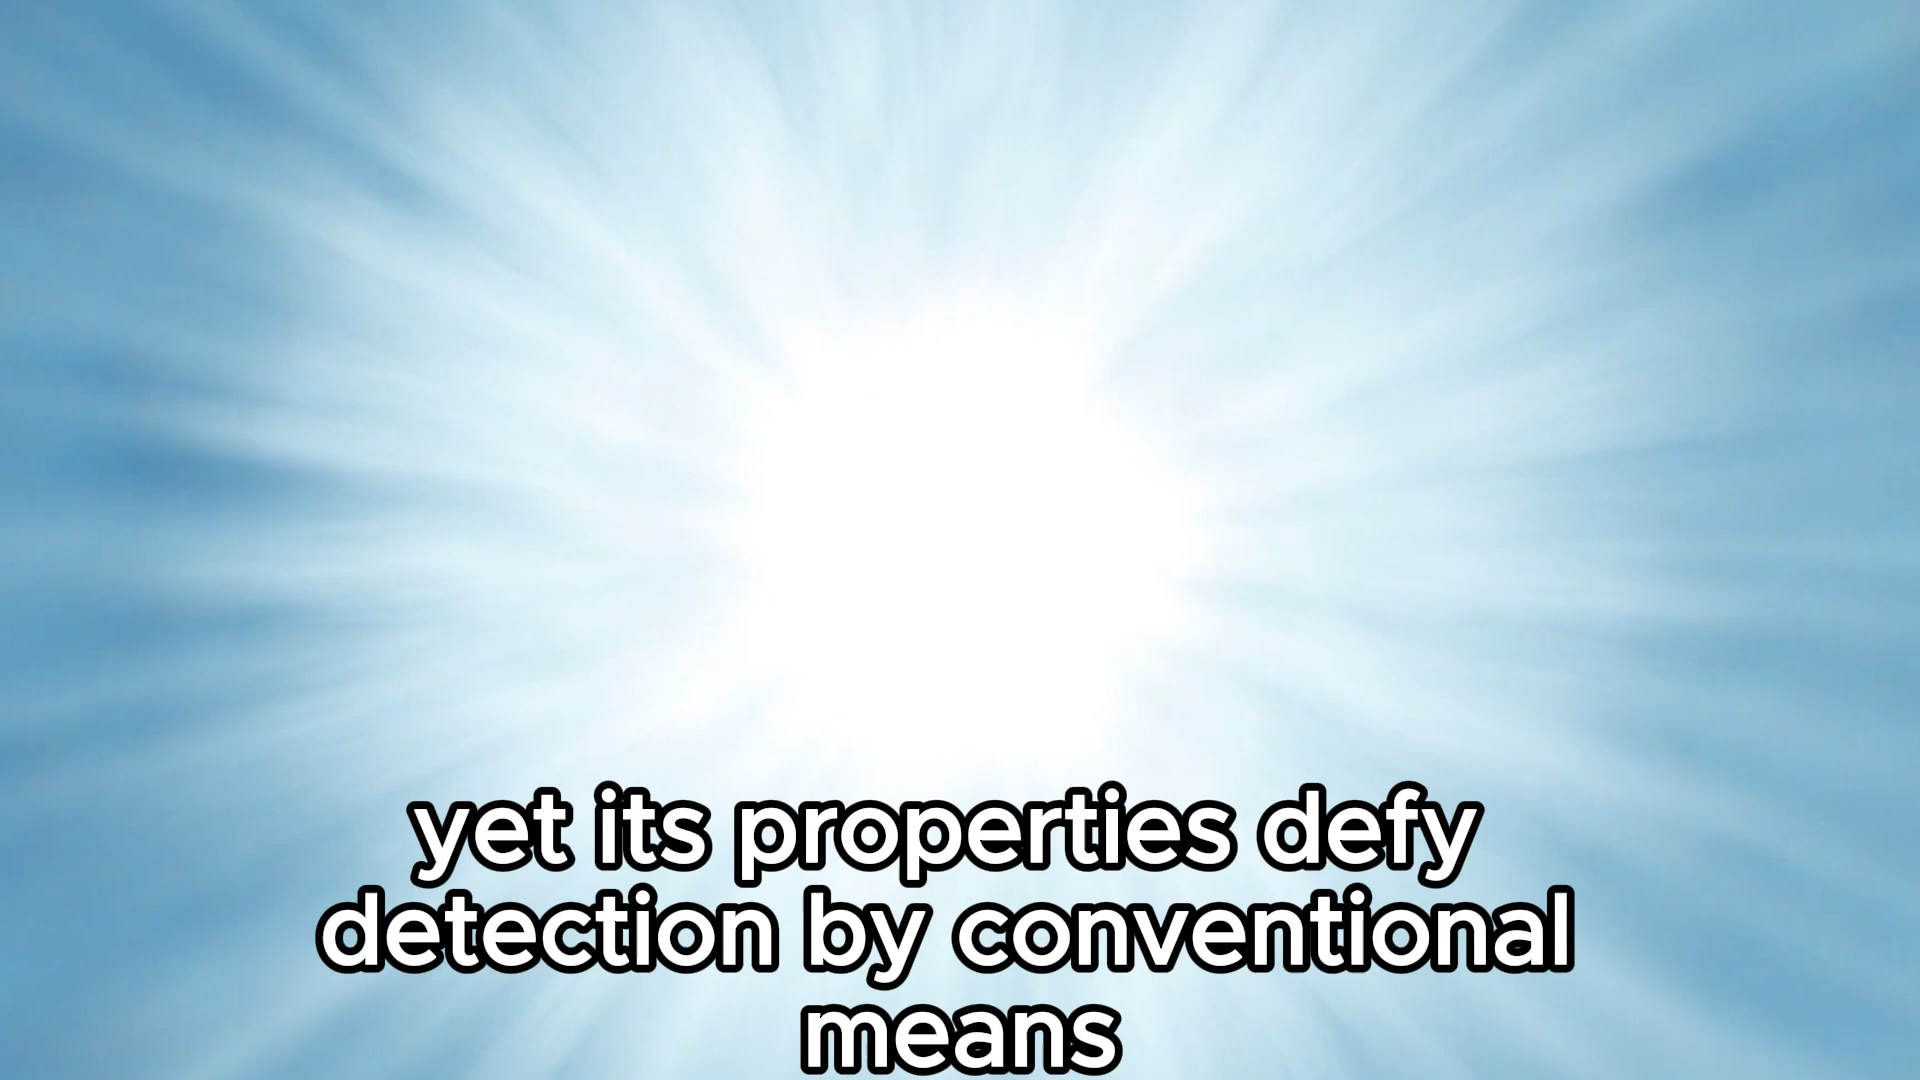 yet its properties defy
detection by conventional
means